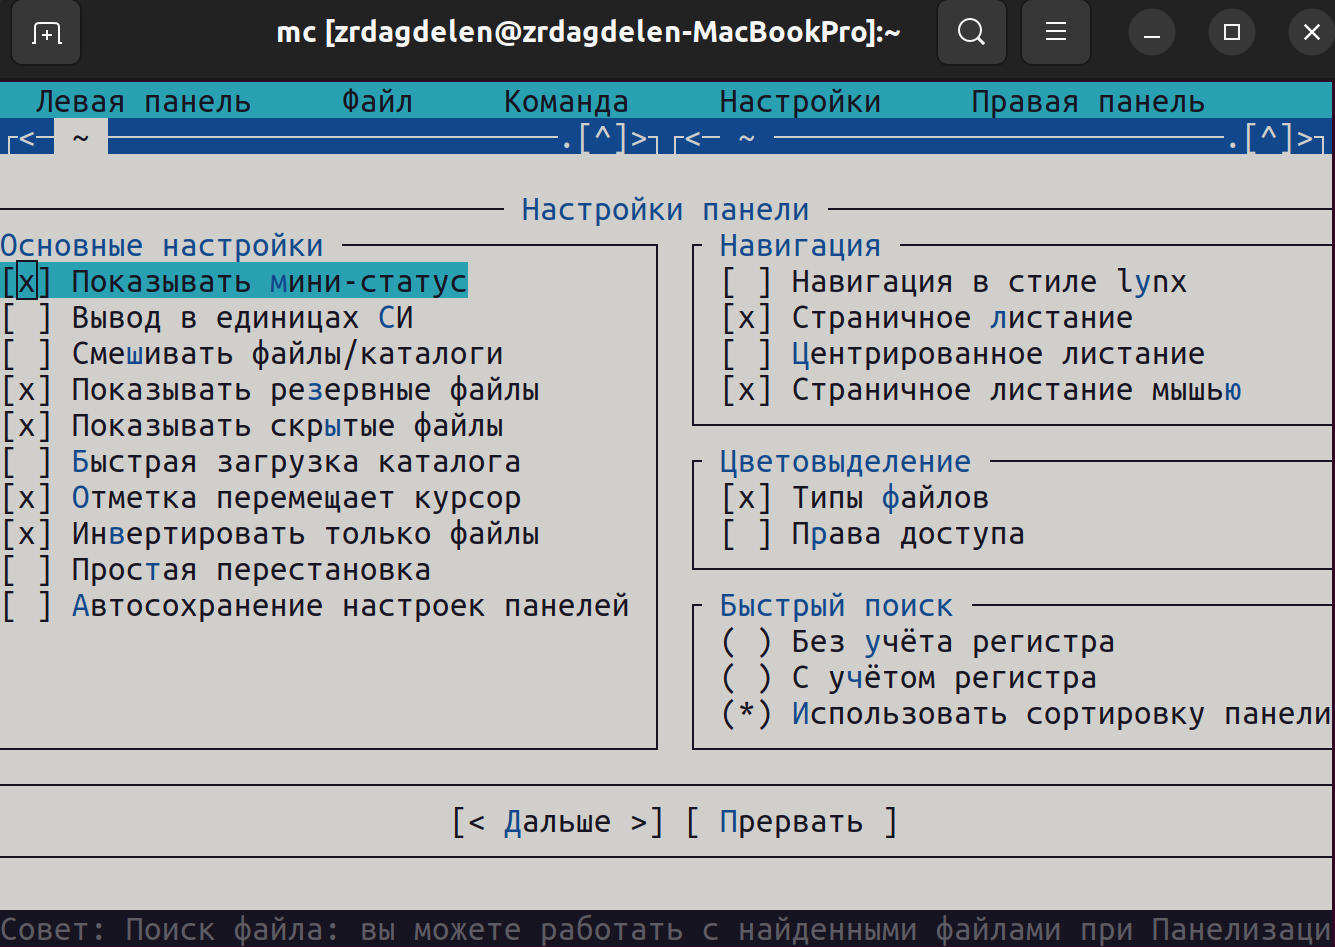 mc [zrdagdelen@zrdagdelen-MacBookPro]:~
Левая панель Файл Команда Настройки Правая панель
<─ ~ .[^]> <─ ~ .[^]>
Настройки панели
Основные настройки
[x] Показывать мини-статус
[ ] Вывод в единицах СИ
[ ] Смешивать файлы/каталоги
[x] Показывать резервные файлы
[x] Показывать скрытые файлы
[ ] Быстрая загрузка каталога
[x] Отметка перемещает курсор
[x] Инвертировать только файлы
[ ] Простая перестановка
[ ] Автосохранение настроек панелей
Навигация
[ ] Навигация в стиле lynx
[x] Страничное листание
[ ] Центрированное листание
[x] Страничное листание мышью
Цветовыделение
[x] Типы файлов
[ ] Права доступа
Быстрый поиск
( ) Без учёта регистра
( ) С учётом регистра
(*) Использовать сортировку панели
[< Дальше >] [ Прервать ]
Совет: Поиск файла: вы можете работать с найденными файлами при Панелизаци